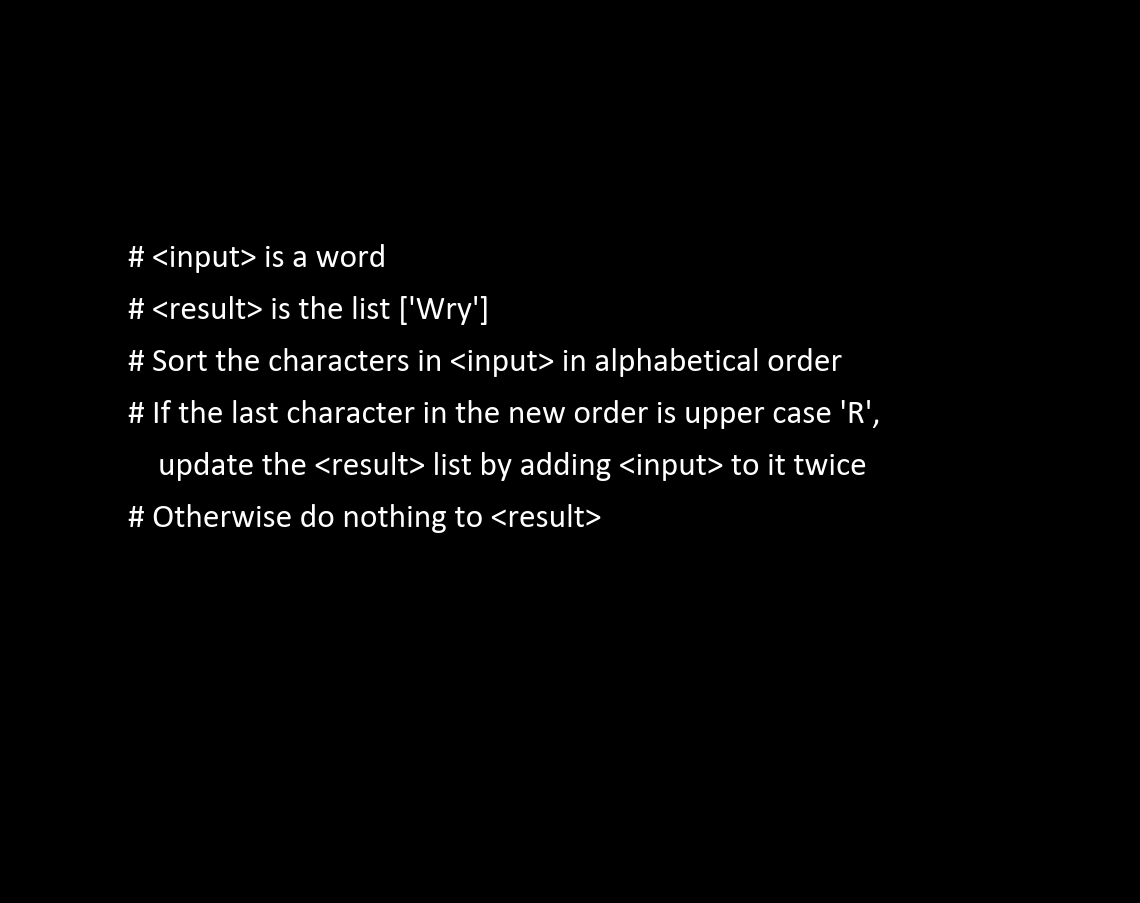 # <input> is a word
# <result> is the list ['Wry']
# Sort the characters in <input> in alphabetical order
# If the last character in the new order is upper case 'R',
update the <result> list by adding <input> to it twice
# Otherwise do nothing to <result>